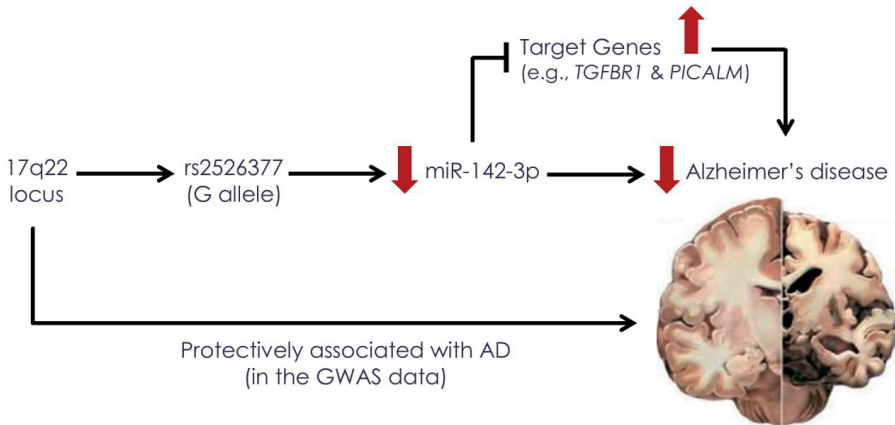 Target Genes
(e.g., TGFBR1 & PICALM)
17q22
locus
rs2526377
(G allele)
miR-142-3p
Alzheimer's disease
Protectively associated with AD
(in the GWAS data)